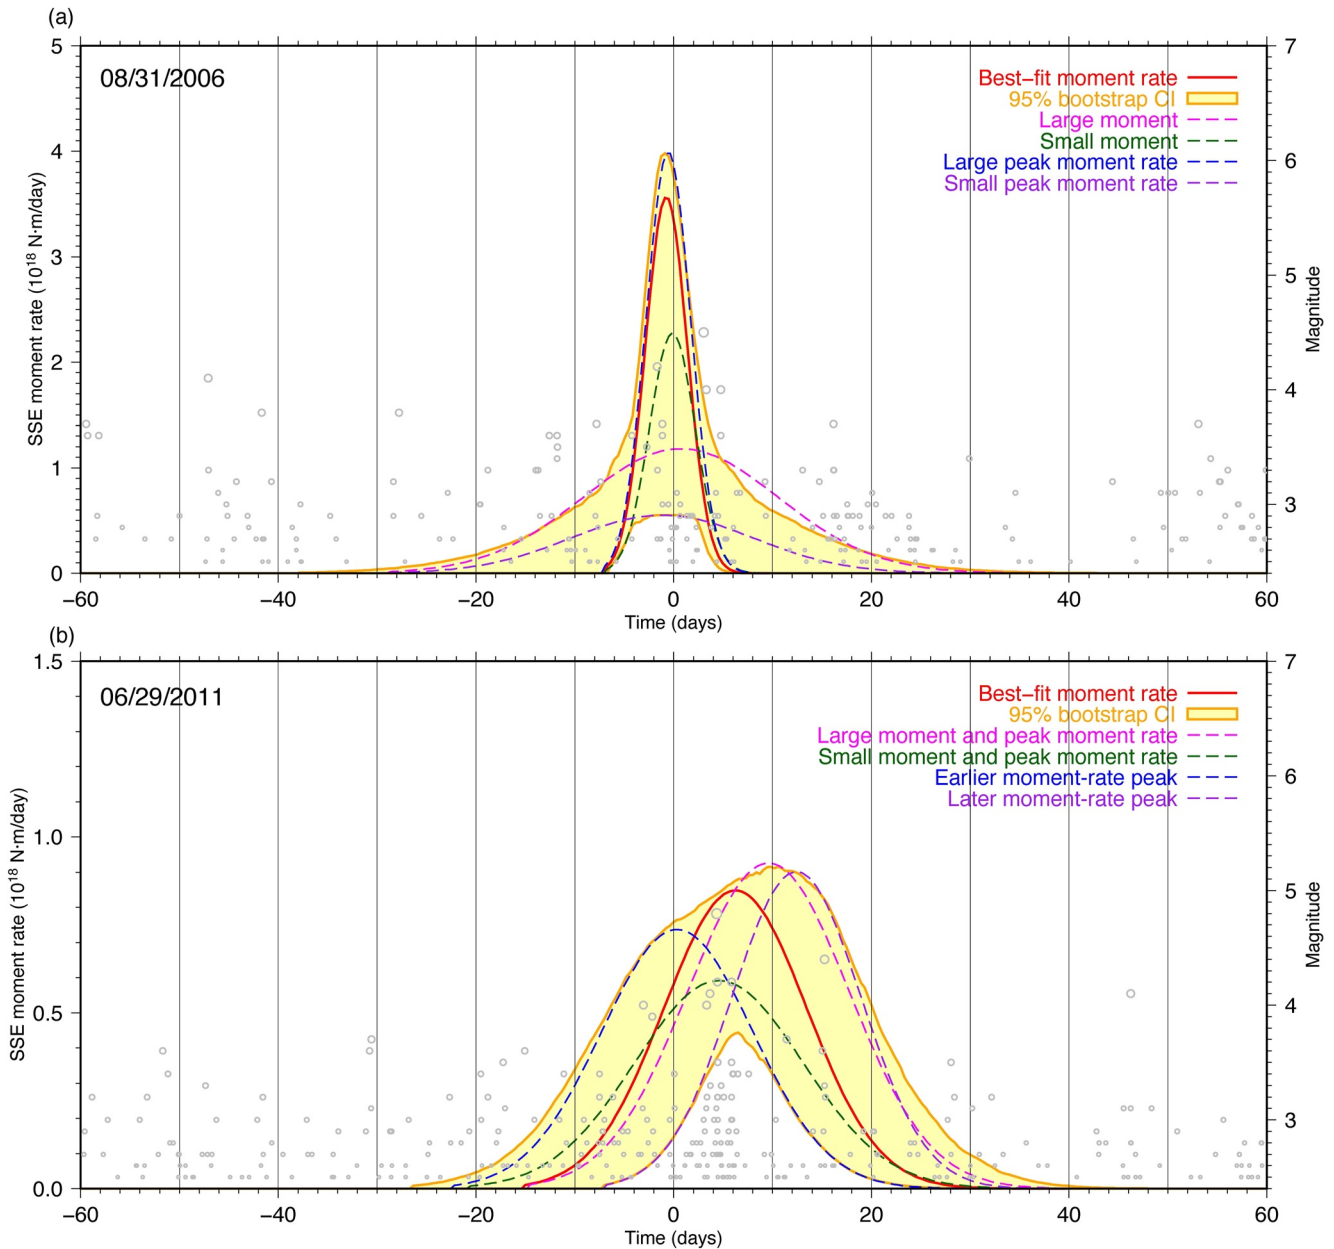 (a)
08/31/2006
Best–fit moment rate
95% bootstrap CI
Large moment
Small moment
Large peak moment rate
Small peak moment rate
5
4
3
2
1
0
SSE moment rate (10¹⁸ N·m/day)
7
6
5
4
3
Magnitude
−60 −40 −20 0 20 40 60
Time (days)
(b)
06/29/2011
Best–fit moment rate
95% bootstrap CI
Large moment and peak moment rate
Small moment and peak moment rate
Earlier moment-rate peak
Later moment-rate peak
1.5
1.0
0.5
0.0
SSE moment rate (10¹⁸ N·m/day)
7
6
5
4
3
Magnitude
−60 −40 −20 0 20 40 60
Time (days)